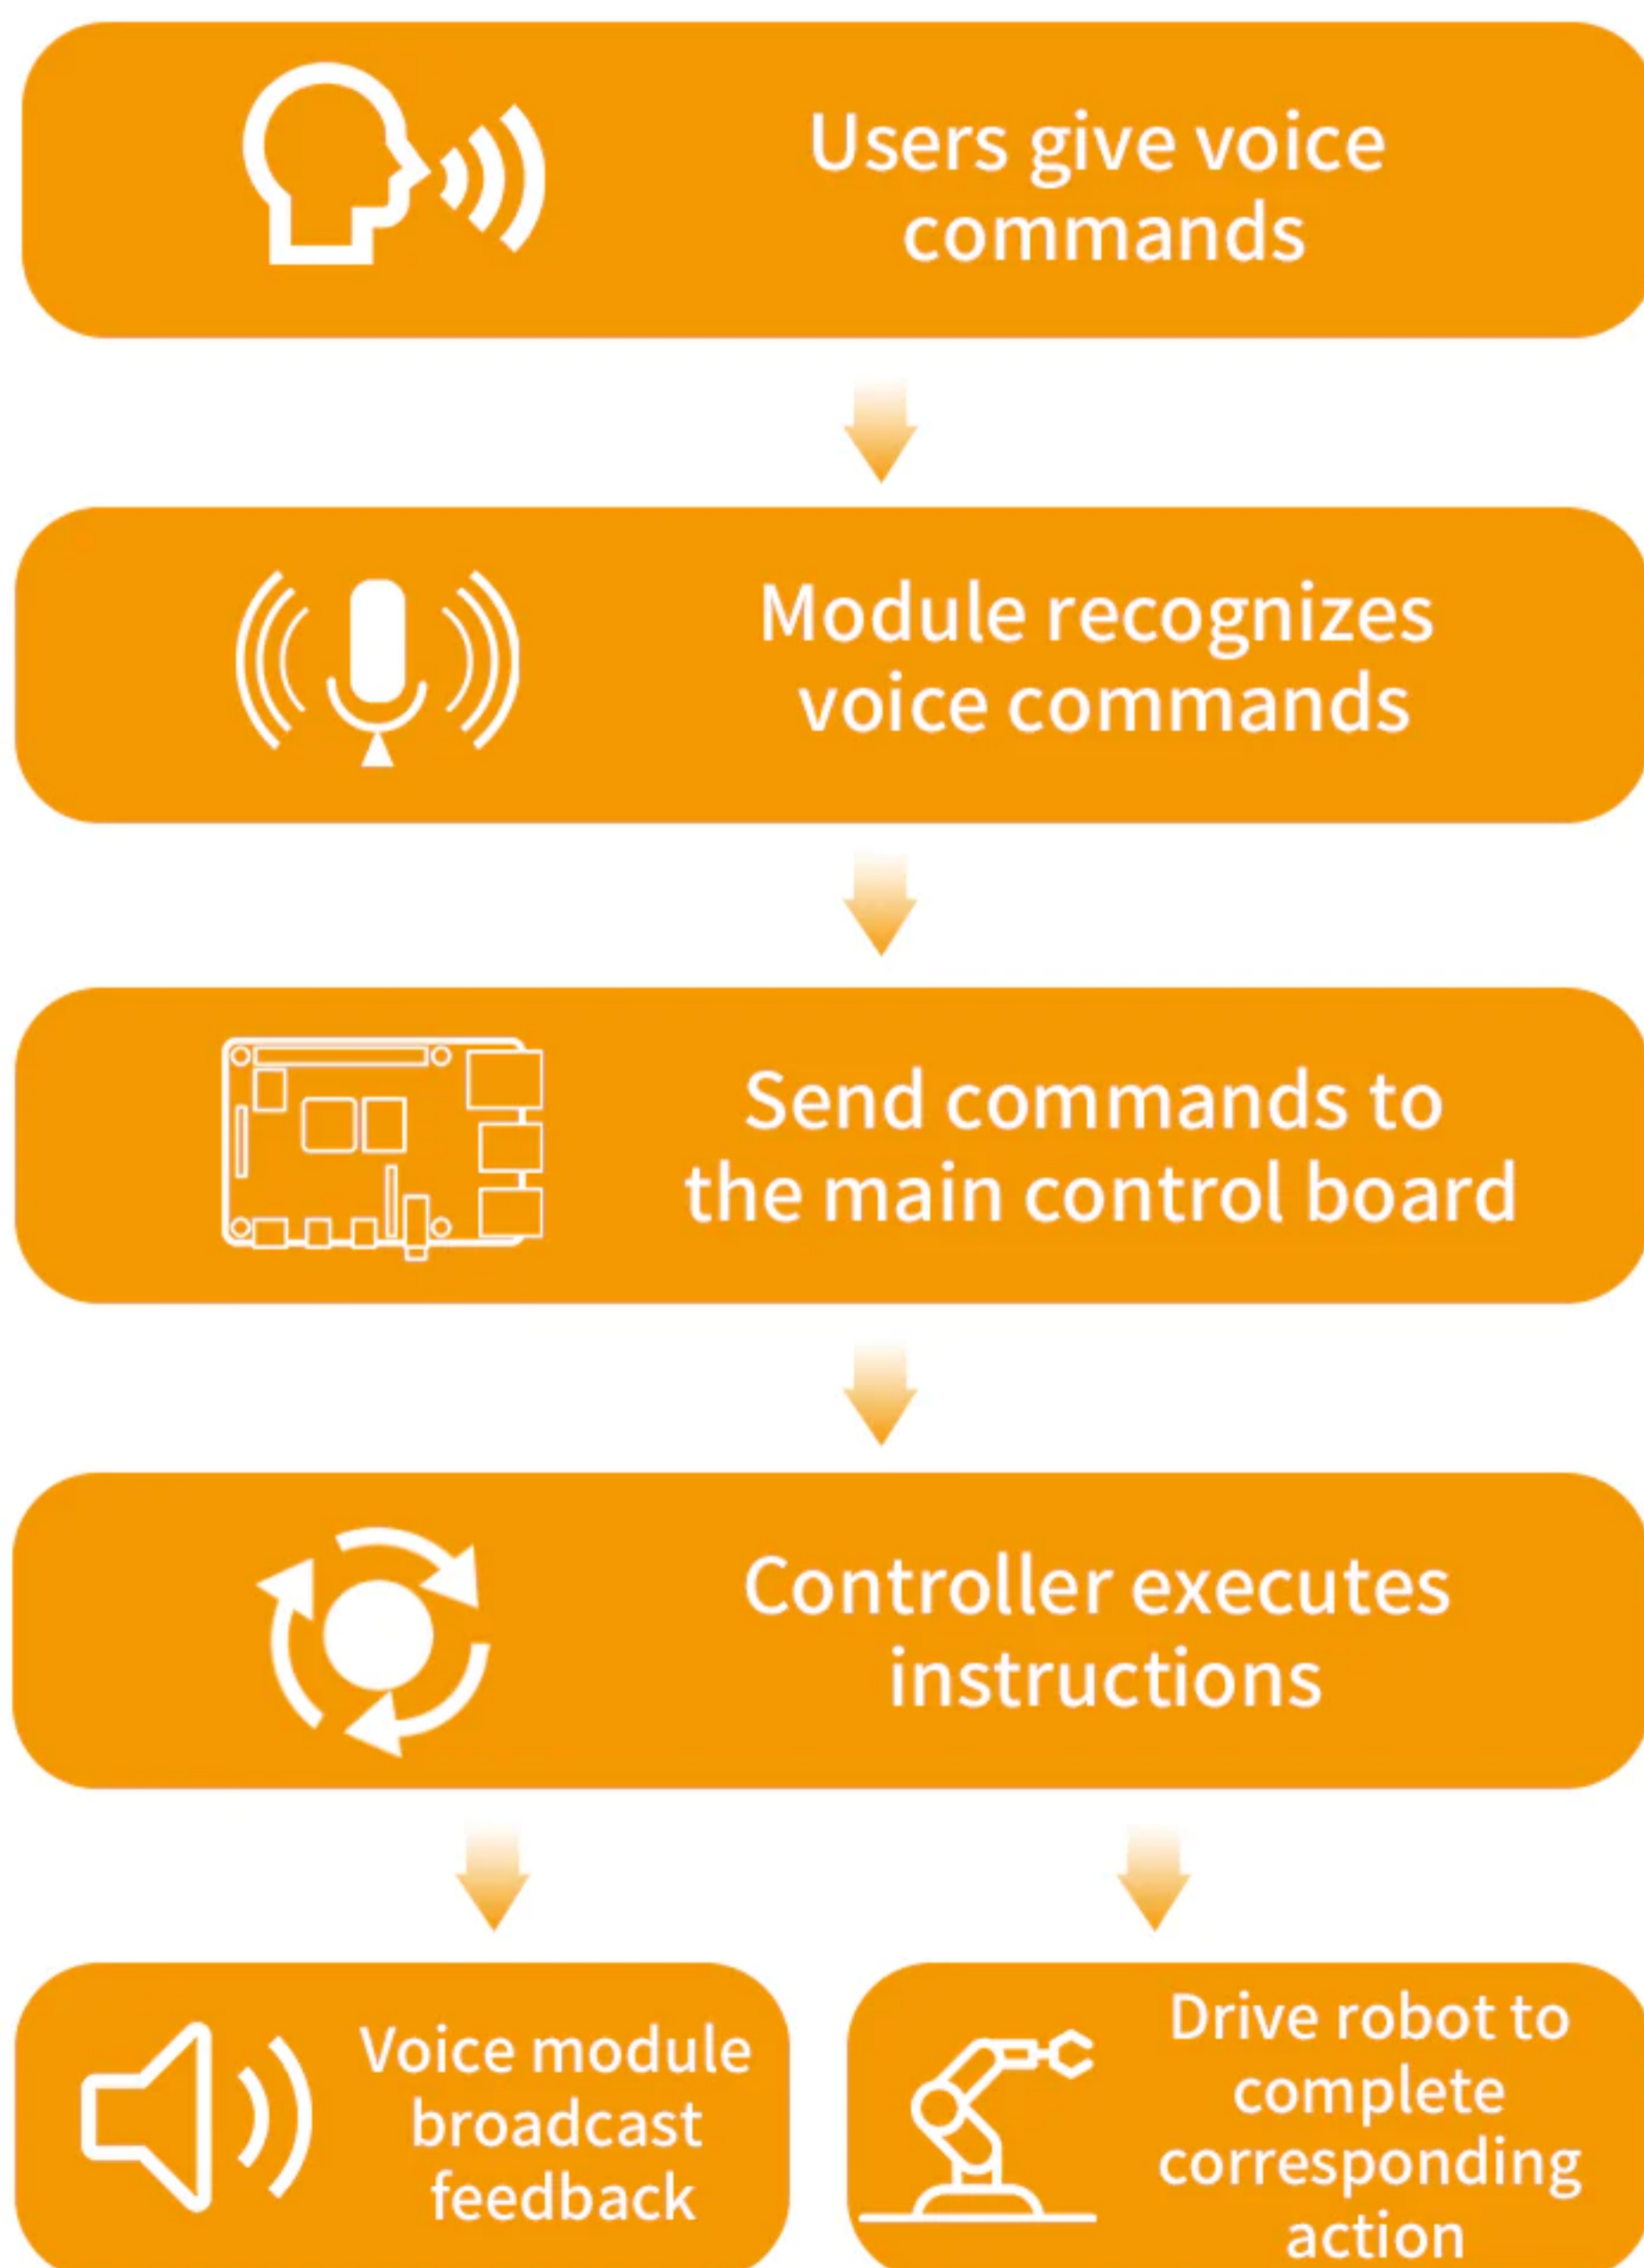 Users give voice
commands
Module recognizes
voice commands
Send commands to
the main control board
Controller executes
instructions
Voice module
broadcast
feedback
Drive robot to
complete
corresponding
action